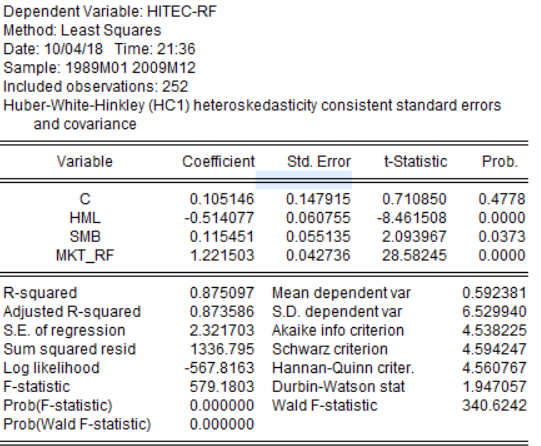 Dependent Variable: HITEC-RF
Method: Least Squares
Date: 10/04/18 Time: 21:36
Sample: 1989M01 2009M12
Included observations: 252
Huber-White-Hinkley (HC1) heteroskedasticity consistent standard errors
and covariance
Variable Coefficient Std. Error t-Statistic Prob.
C 0.105146 0.147915 0.710850 0.4778
HML -0.514077 0.060755 -8.461508 0.0000
SMB 0.115451 0.055135 2.093967 0.0373
MKT_RF 1.221503 0.042736 28.58245 0.0000
R-squared 0.875097 Mean dependent var 0.592381
Adjusted R-squared 0.873586 S.D. dependent var 6.529940
S.E. of regression 2.321703 Akaike info criterion 4.538225
Sum squared resid 1336.795 Schwarz criterion 4.594247
Log likelihood -567.8163 Hannan-Quinn criter. 4.560767
F-statistic 579.1803 Durbin-Watson stat 1.947057
Prob(F-statistic) 0.000000 Wald F-statistic 340.6242
Prob(Wald F-statistic) 0.000000